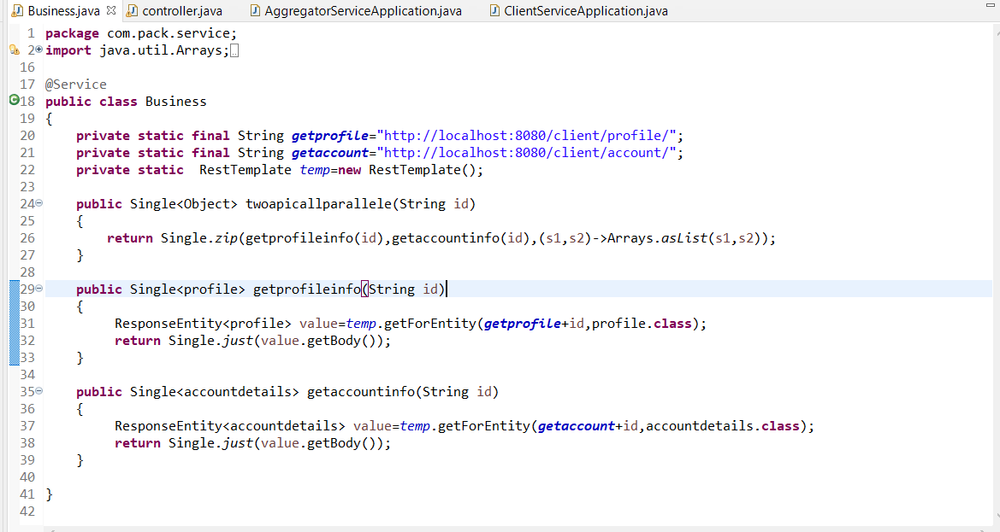 Business.java controller.java AggregatorServiceApplication.java ClientServiceApplication.java
1 package com.pack.service;
2 import java.util.Arrays;
16
17 @Service
18 public class Business
19 {
20     private static final String getprofile="http://localhost:8080/client/profile/";
21     private static final String getaccount="http://localhost:8080/client/account/";
22     private static  RestTemplate temp=new RestTemplate();
23
24     public Single<Object> twoapicallparallele(String id)
25     {
26         return Single.zip(getprofileinfo(id),getaccountinfo(id),(s1,s2)->Arrays.asList(s1,s2));
27     }
28
29     public Single<profile> getprofileinfo(String id)
30     {
31          ResponseEntity<profile> value=temp.getForEntity(getprofile+id,profile.class);
32          return Single.just(value.getBody());
33     }
34
35     public Single<accountdetails> getaccountinfo(String id)
36     {
37          ResponseEntity<accountdetails> value=temp.getForEntity(getaccount+id,accountdetails.class);
38          return Single.just(value.getBody());
39     }
40
41 }
42